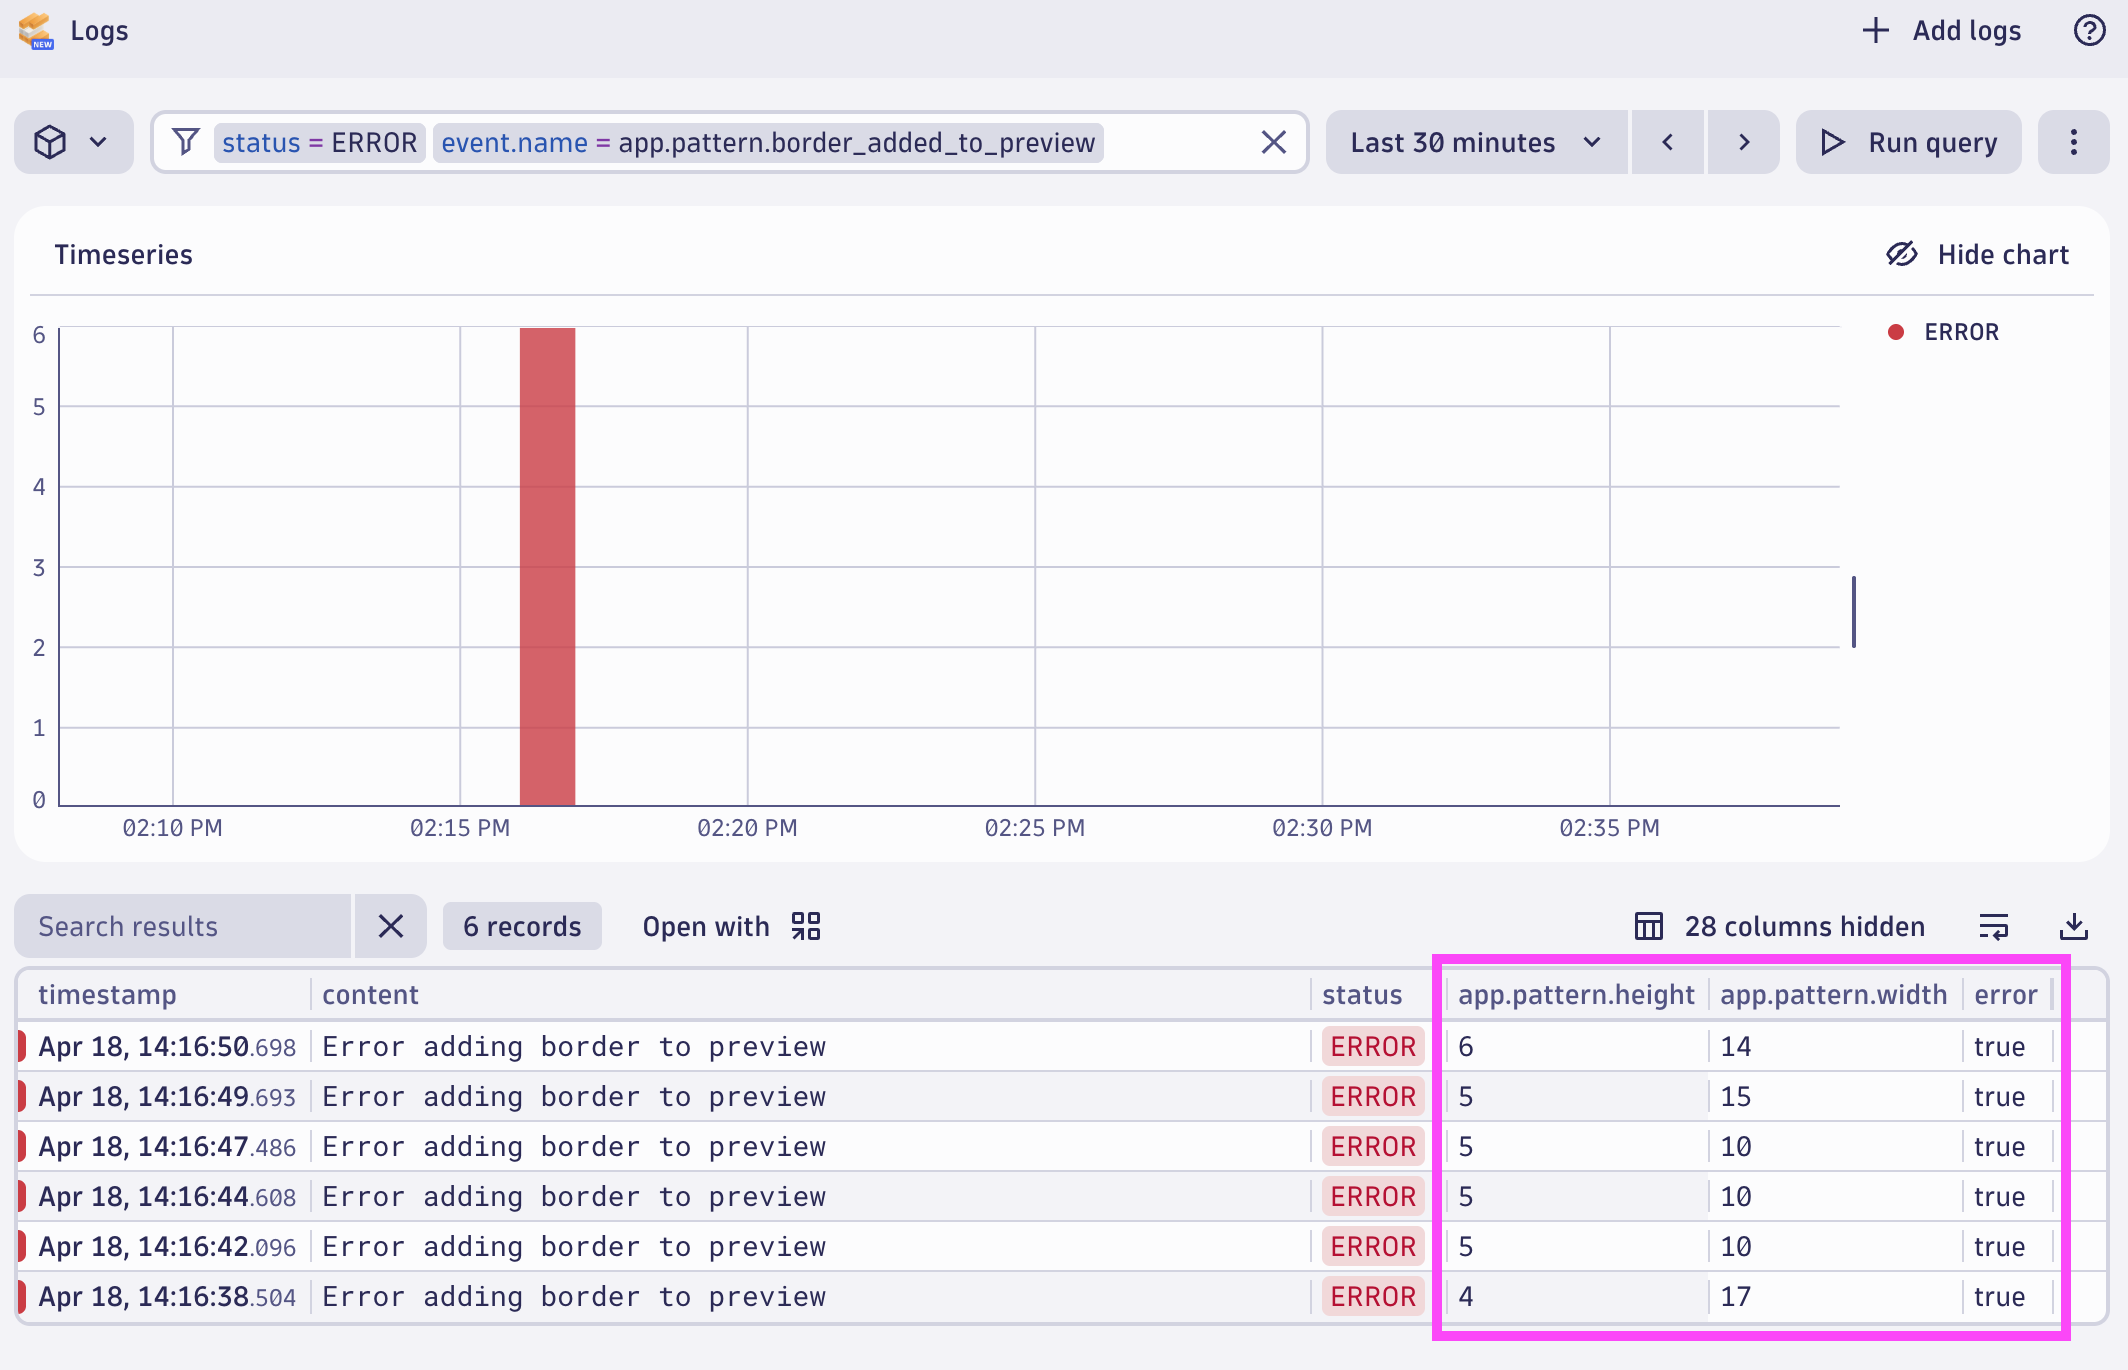 NEW Logs + Add logs ?
status = ERROR event.name = app.pattern.border_added_to_preview Last 30 minutes Run query
Timeseries Hide chart
ERROR
6
5
4
3
2
1
0
02:10 PM 02:15 PM 02:20 PM 02:25 PM 02:30 PM 02:35 PM
Search results 6 records Open with 28 columns hidden
timestamp content status app.pattern.height app.pattern.width error
Apr 18, 14:16:50.698 Error adding border to preview ERROR 6 14 true
Apr 18, 14:16:49.693 Error adding border to preview ERROR 5 15 true
Apr 18, 14:16:47.486 Error adding border to preview ERROR 5 10 true
Apr 18, 14:16:44.608 Error adding border to preview ERROR 5 10 true
Apr 18, 14:16:42.096 Error adding border to preview ERROR 5 10 true
Apr 18, 14:16:38.504 Error adding border to preview ERROR 4 17 true